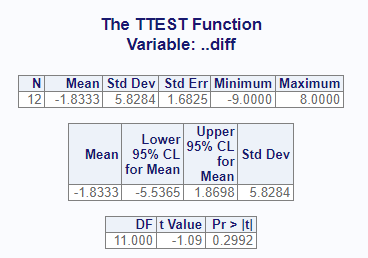 The TTEST Function
Variable: ..diff
N Mean Std Dev Std Err Minimum Maximum
12 -1.8333 5.8284 1.6825 -9.0000 8.0000
Mean Lower 95% CL for Mean Upper 95% CL for Mean Std Dev
-1.8333 -5.5365 1.8698 5.8284
DF t Value Pr > |t|
11.000 -1.09 0.2992